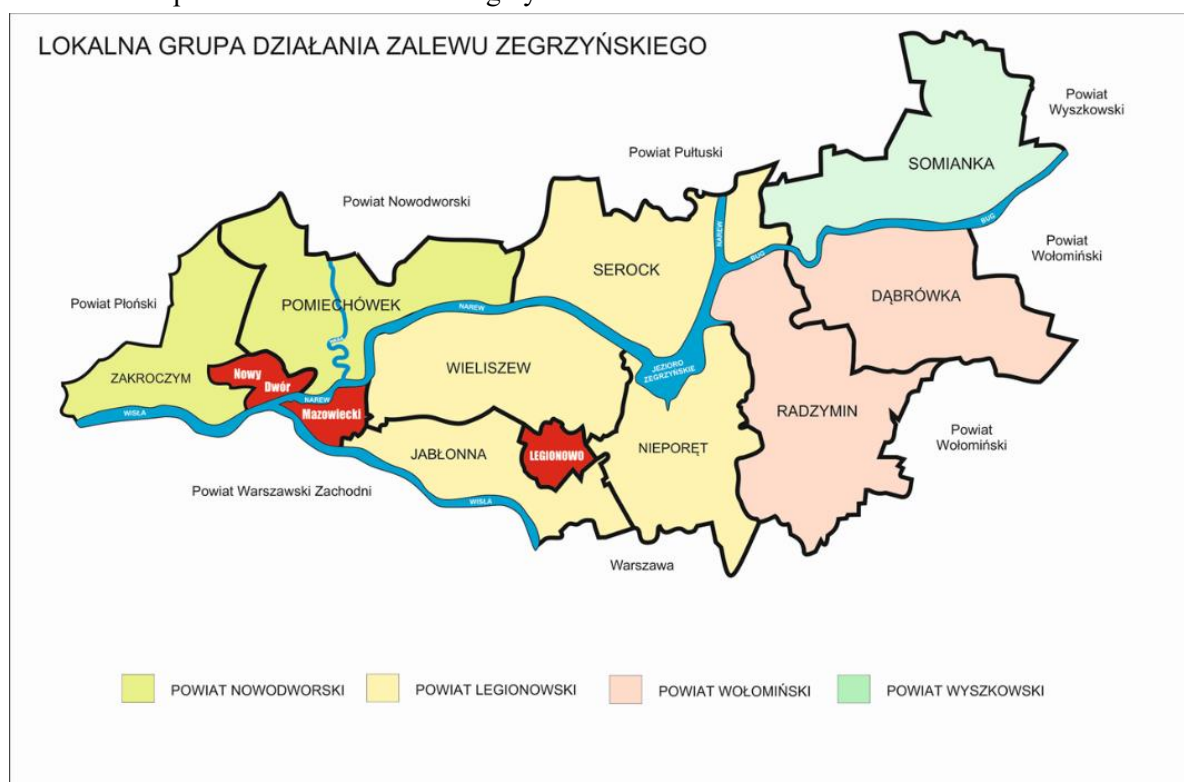 LOKALNA GRUPA DZIAŁANIA ZALEWU ZEGRZYŃSKIEGO
Powiat
Wyszkowski
Powiat Pułtuski
SOMIANKA
Powiat Nowodworski
NAREW
BUG
Powiat
Wołomiński
BUG
SEROCK
DĄBRÓWKA
Powiat Płoński
POMIECHÓWEK
NAREW
WKRA
JEZIORO
ZEGRZYŃSKIE
WIELISZEW
ZAKROCZYM
Nowy
Dwór
NAREW
Mazowiecki
WISŁA
RADZYMIN
Powiat
Wołomiński
NIEPORĘT
JABŁONNA
LEGIONOWO
Powiat Warszawski Zachodni
WISŁA
Warszawa
POWIAT NOWODWORSKI
POWIAT LEGIONOWSKI
POWIAT WOŁOMIŃSKI
POWIAT WYSZKOWSKI